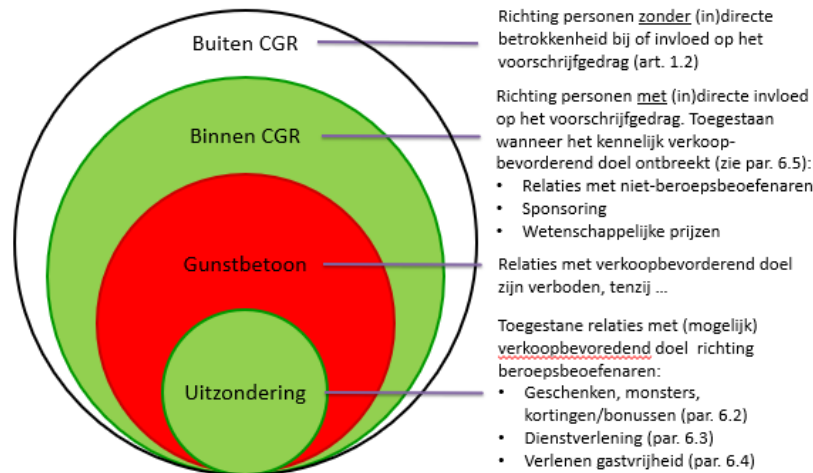 Buiten CGR
Richting personen zonder (in)directe
betrokkenheid bij of invloed op het
voorschrijfgedrag (art. 1.2)
Binnen CGR
Richting personen met (in)directe invloed
op het voorschrijfgedrag. Toegestaan
wanneer het kennelijk verkoop-
bevorderend doel ontbreekt (zie par. 6.5):
• Relaties met niet-beroepsbeoefenaren
• Sponsoring
• Wetenschappelijke prijzen
Gunstbetoon
Relaties met verkoopbevorderend doel
zijn verboden, tenzij ...
Uitzondering
Toegestane relaties met (mogelijk)
verkoopbevoredend doel richting
beroepsbeoefenaren:
• Geschenken, monsters,
kortingen/bonussen (par. 6.2)
• Dienstverlening (par. 6.3)
• Verlenen gastvrijheid (par. 6.4)